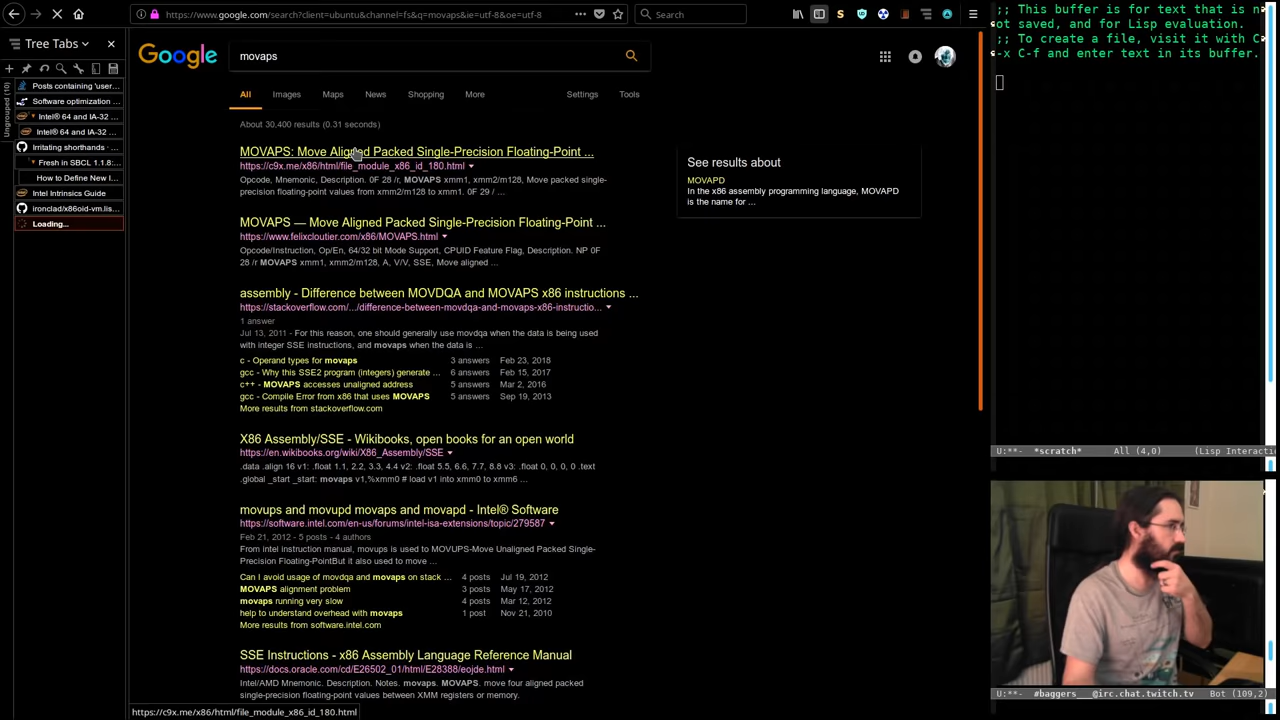 https://www.google.com/search?client=ubuntu&channel=fs&q=movaps&ie=utf-8&oe=utf-8
Search
Tree Tabs
Ungrouped (10)
Posts containing 'user...
Software optimization ...
Intel® 64 and IA-32 ...
Intel® 64 and IA-32 ...
Irritating shorthands · ...
Fresh in SBCL 1.1.8:...
How to Define New I...
Intel Intrinsics Guide
ironclad/x86oid-vm.lis...
Loading...
Google
movaps
All
Images
Maps
News
Shopping
More
Settings
Tools
About 30,400 results (0.31 seconds)
MOVAPS: Move Aligned Packed Single-Precision Floating-Point ...
https://c9x.me/x86/html/file_module_x86_id_180.html
Opcode, Mnemonic, Description. 0F 28 /r, MOVAPS xmm1, xmm2/m128, Move packed single-
precision floating-point values from xmm2/m128 to xmm1. 0F 29 / ...
MOVAPS — Move Aligned Packed Single-Precision Floating-Point ...
https://www.felixcloutier.com/x86/MOVAPS.html
Opcode/Instruction, Op/En, 64/32 bit Mode Support, CPUID Feature Flag, Description. NP 0F
28 /r MOVAPS xmm1, xmm2/m128, A, V/V, SSE, Move aligned ...
assembly - Difference between MOVDQA and MOVAPS x86 instructions ...
https://stackoverflow.com/.../difference-between-movdqa-and-movaps-x86-instructio...
1 answer
Jul 13, 2011 - For this reason, one should generally use movdqa when the data is being used
with integer SSE instructions, and movaps when the data is ...
c - Operand types for movaps 3 answers Feb 23, 2018
gcc - Why this SSE2 program (integers) generate ... 6 answers Feb 15, 2017
c++ - MOVAPS accesses unaligned address 5 answers Mar 2, 2016
gcc - Compile Error from x86 that uses MOVAPS 5 answers Sep 19, 2013
More results from stackoverflow.com
X86 Assembly/SSE - Wikibooks, open books for an open world
https://en.wikibooks.org/wiki/X86_Assembly/SSE
.data .align 16 v1: .float 1.1, 2.2, 3.3, 4.4 v2: .float 5.5, 6.6, 7.7, 8.8 v3: .float 0, 0, 0, 0 .text
.global _start _start: movaps v1,%xmm0 # load v1 into xmm0 to xmm6 ...
movups and movupd movaps and movapd - Intel® Software
https://software.intel.com/en-us/forums/intel-isa-extensions/topic/279587
Feb 21, 2012 - 5 posts - 4 authors
From intel instruction manual, movups is used to MOVUPS-Move Unaligned Packed Single-
Precision Floating-PointBut it also used to move ...
Can I avoid usage of movdqa and movaps on stack ... 4 posts Jul 19, 2012
MOVAPS alignment problem 3 posts May 17, 2012
movaps running very slow 4 posts Mar 12, 2012
help to understand overhead with movaps 1 post Nov 21, 2010
More results from software.intel.com
SSE Instructions - x86 Assembly Language Reference Manual
https://docs.oracle.com/cd/E26502_01/html/E28388/eojde.html
Intel/AMD Mnemonic. Description. Notes. movaps. MOVAPS. move four aligned packed
single-precision floating-point values between XMM registers or memory.
https://c9x.me/x86/html/file_module_x86_id_180.html
See results about
MOVAPD
In the x86 assembly programming language, MOVAPD
is the name for ...
;; This buffer is for text that is n
ot saved, and for Lisp evaluation.
;; To create a file, visit it with C
-x C-f and enter text in its buffer.
U:**- *scratch* All (4,0) (Lisp Interacti
U:**- #baggers __@irc.chat.twitch.tv Bot (109,2)